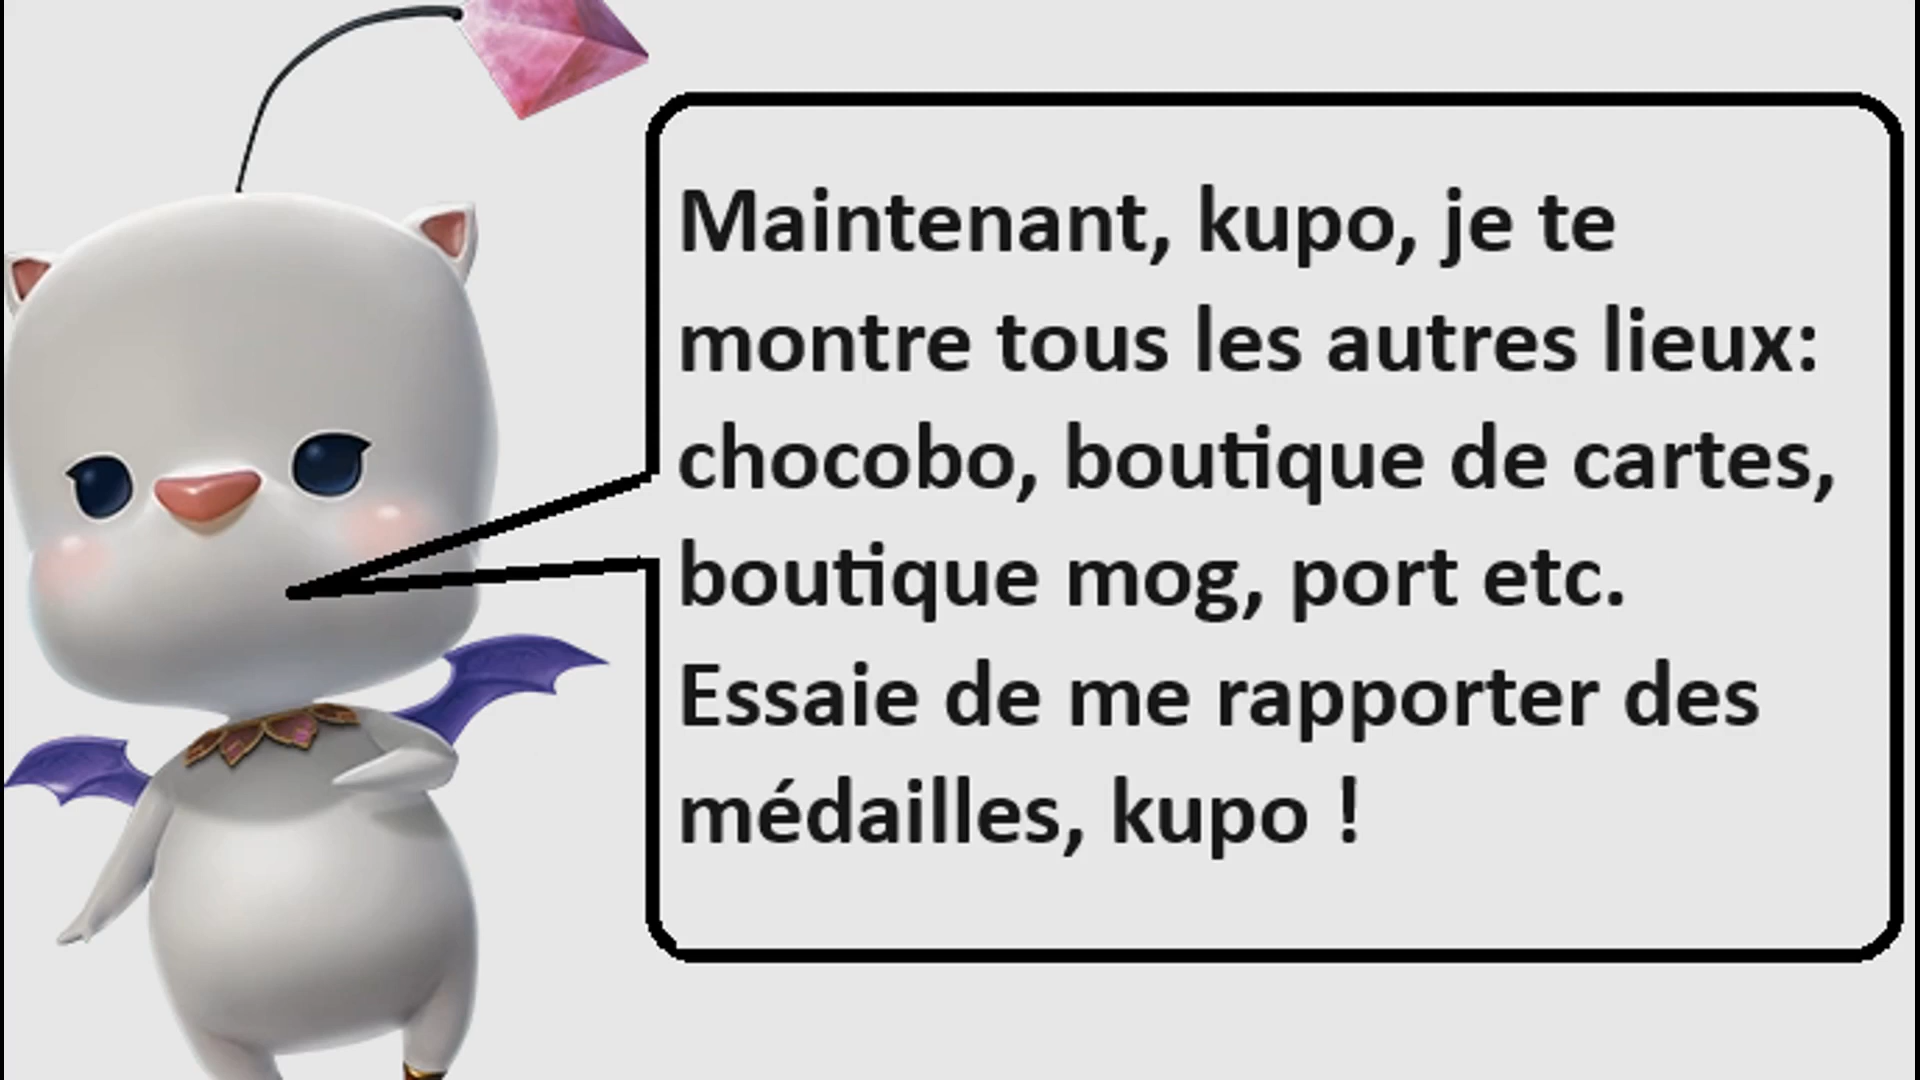 Maintenant, kupo, je te
montre tous les autres lieux:
chocobo, boutique de cartes,
boutique mog, port etc.
Essaie de me rapporter des
médailles, kupo !